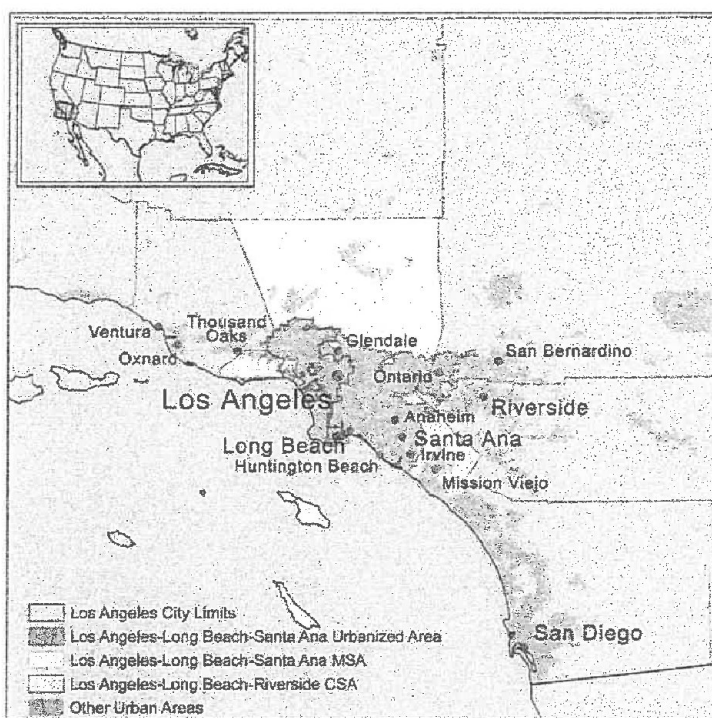 Ventura
Thousand
Oaks
Oxnard
Glendale
San Bernardino
Ontario
Los Angeles
Riverside
Anaheim
Long Beach
Santa Ana
Huntington Beach
Irvine
Mission Viejo
San Diego
Los Angeles City Limits
Los Angeles-Long Beach-Santa Ana Urbanized Area
Los Angeles-Long Beach-Santa Ana MSA
Los Angeles-Long Beach-Riverside CSA
Other Urban Areas